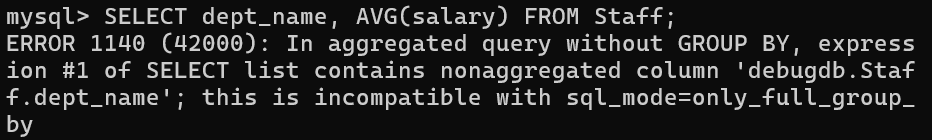 mysql> SELECT dept_name, AVG(salary) FROM Staff;
ERROR 1140 (42000): In aggregated query without GROUP BY, express
ion #1 of SELECT list contains nonaggregated column 'debugdb.Staf
f.dept_name'; this is incompatible with sql_mode=only_full_group_
by